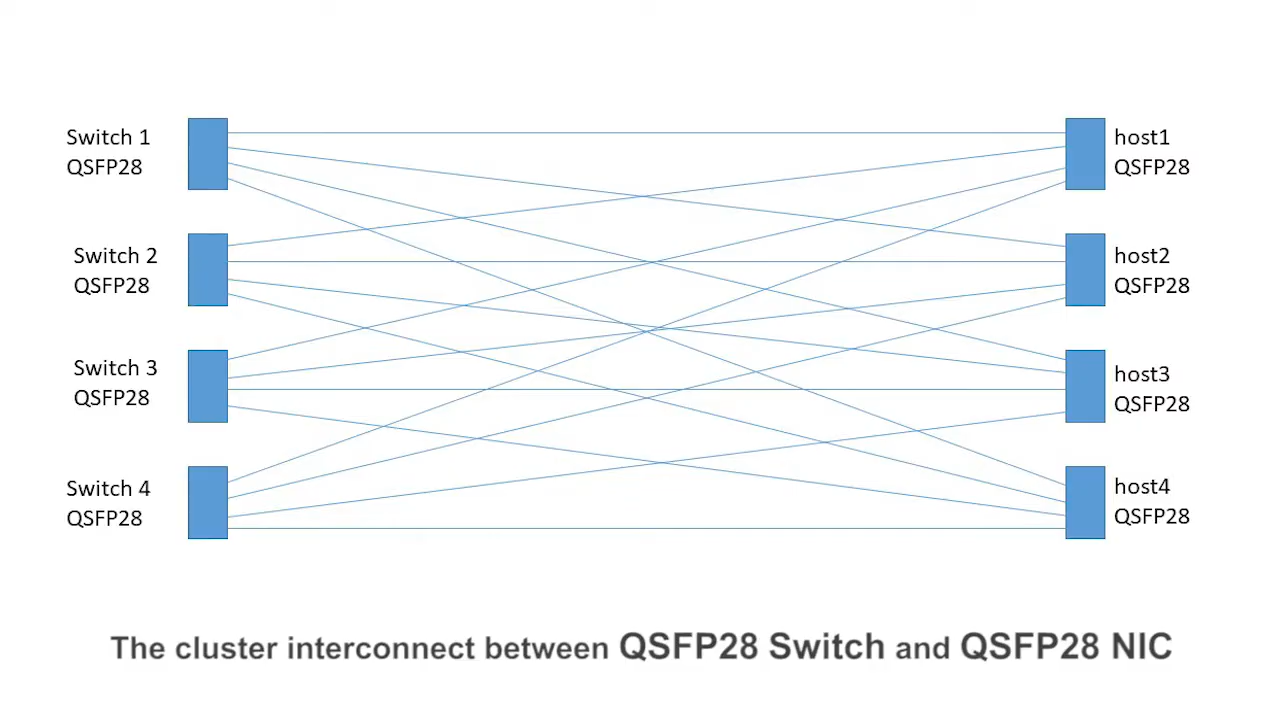 Switch 1
QSFP28
host1
QSFP28
Switch 2
QSFP28
host2
QSFP28
Switch 3
QSFP28
host3
QSFP28
Switch 4
QSFP28
host4
QSFP28
The cluster interconnect between QSFP28 Switch and QSFP28 NIC